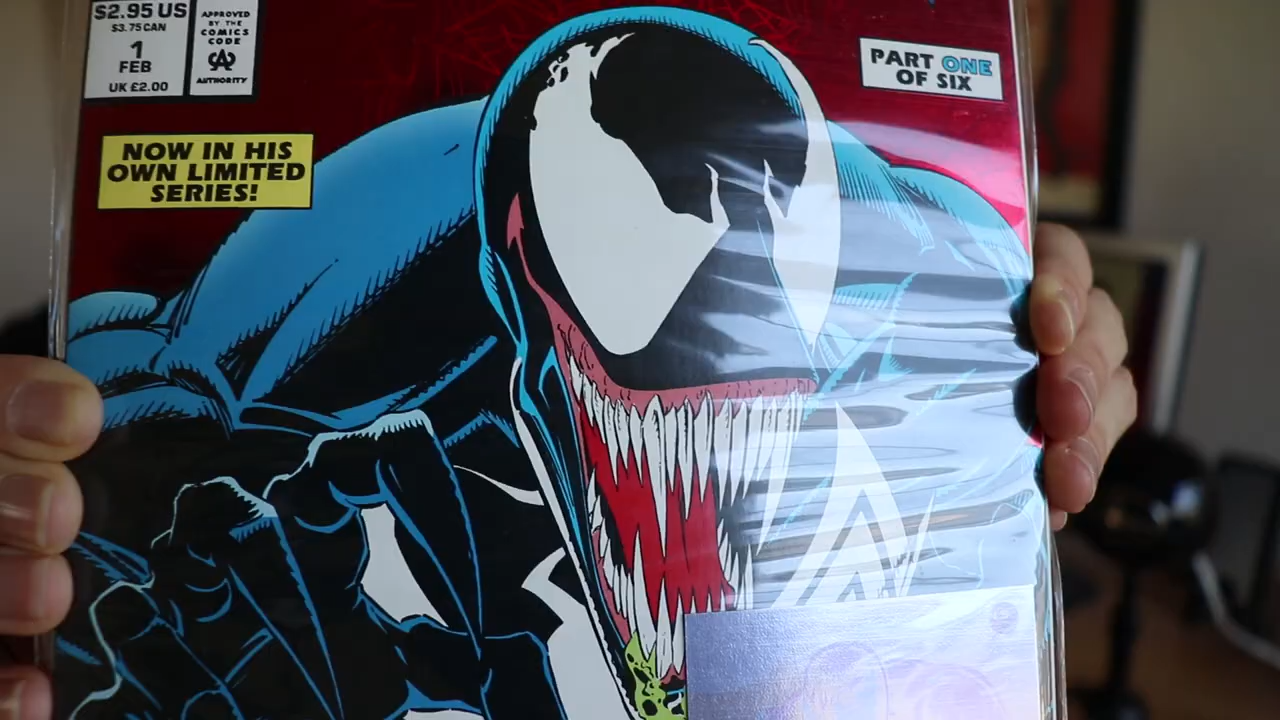 $2.95 US
$3.75 CAN
1
FEB
UK £2.00
APPROVED
BY THE
COMICS
CODE
CA
AUTHORITY
PART ONE
OF SIX
NOW IN HIS
OWN LIMITED
SERIES!